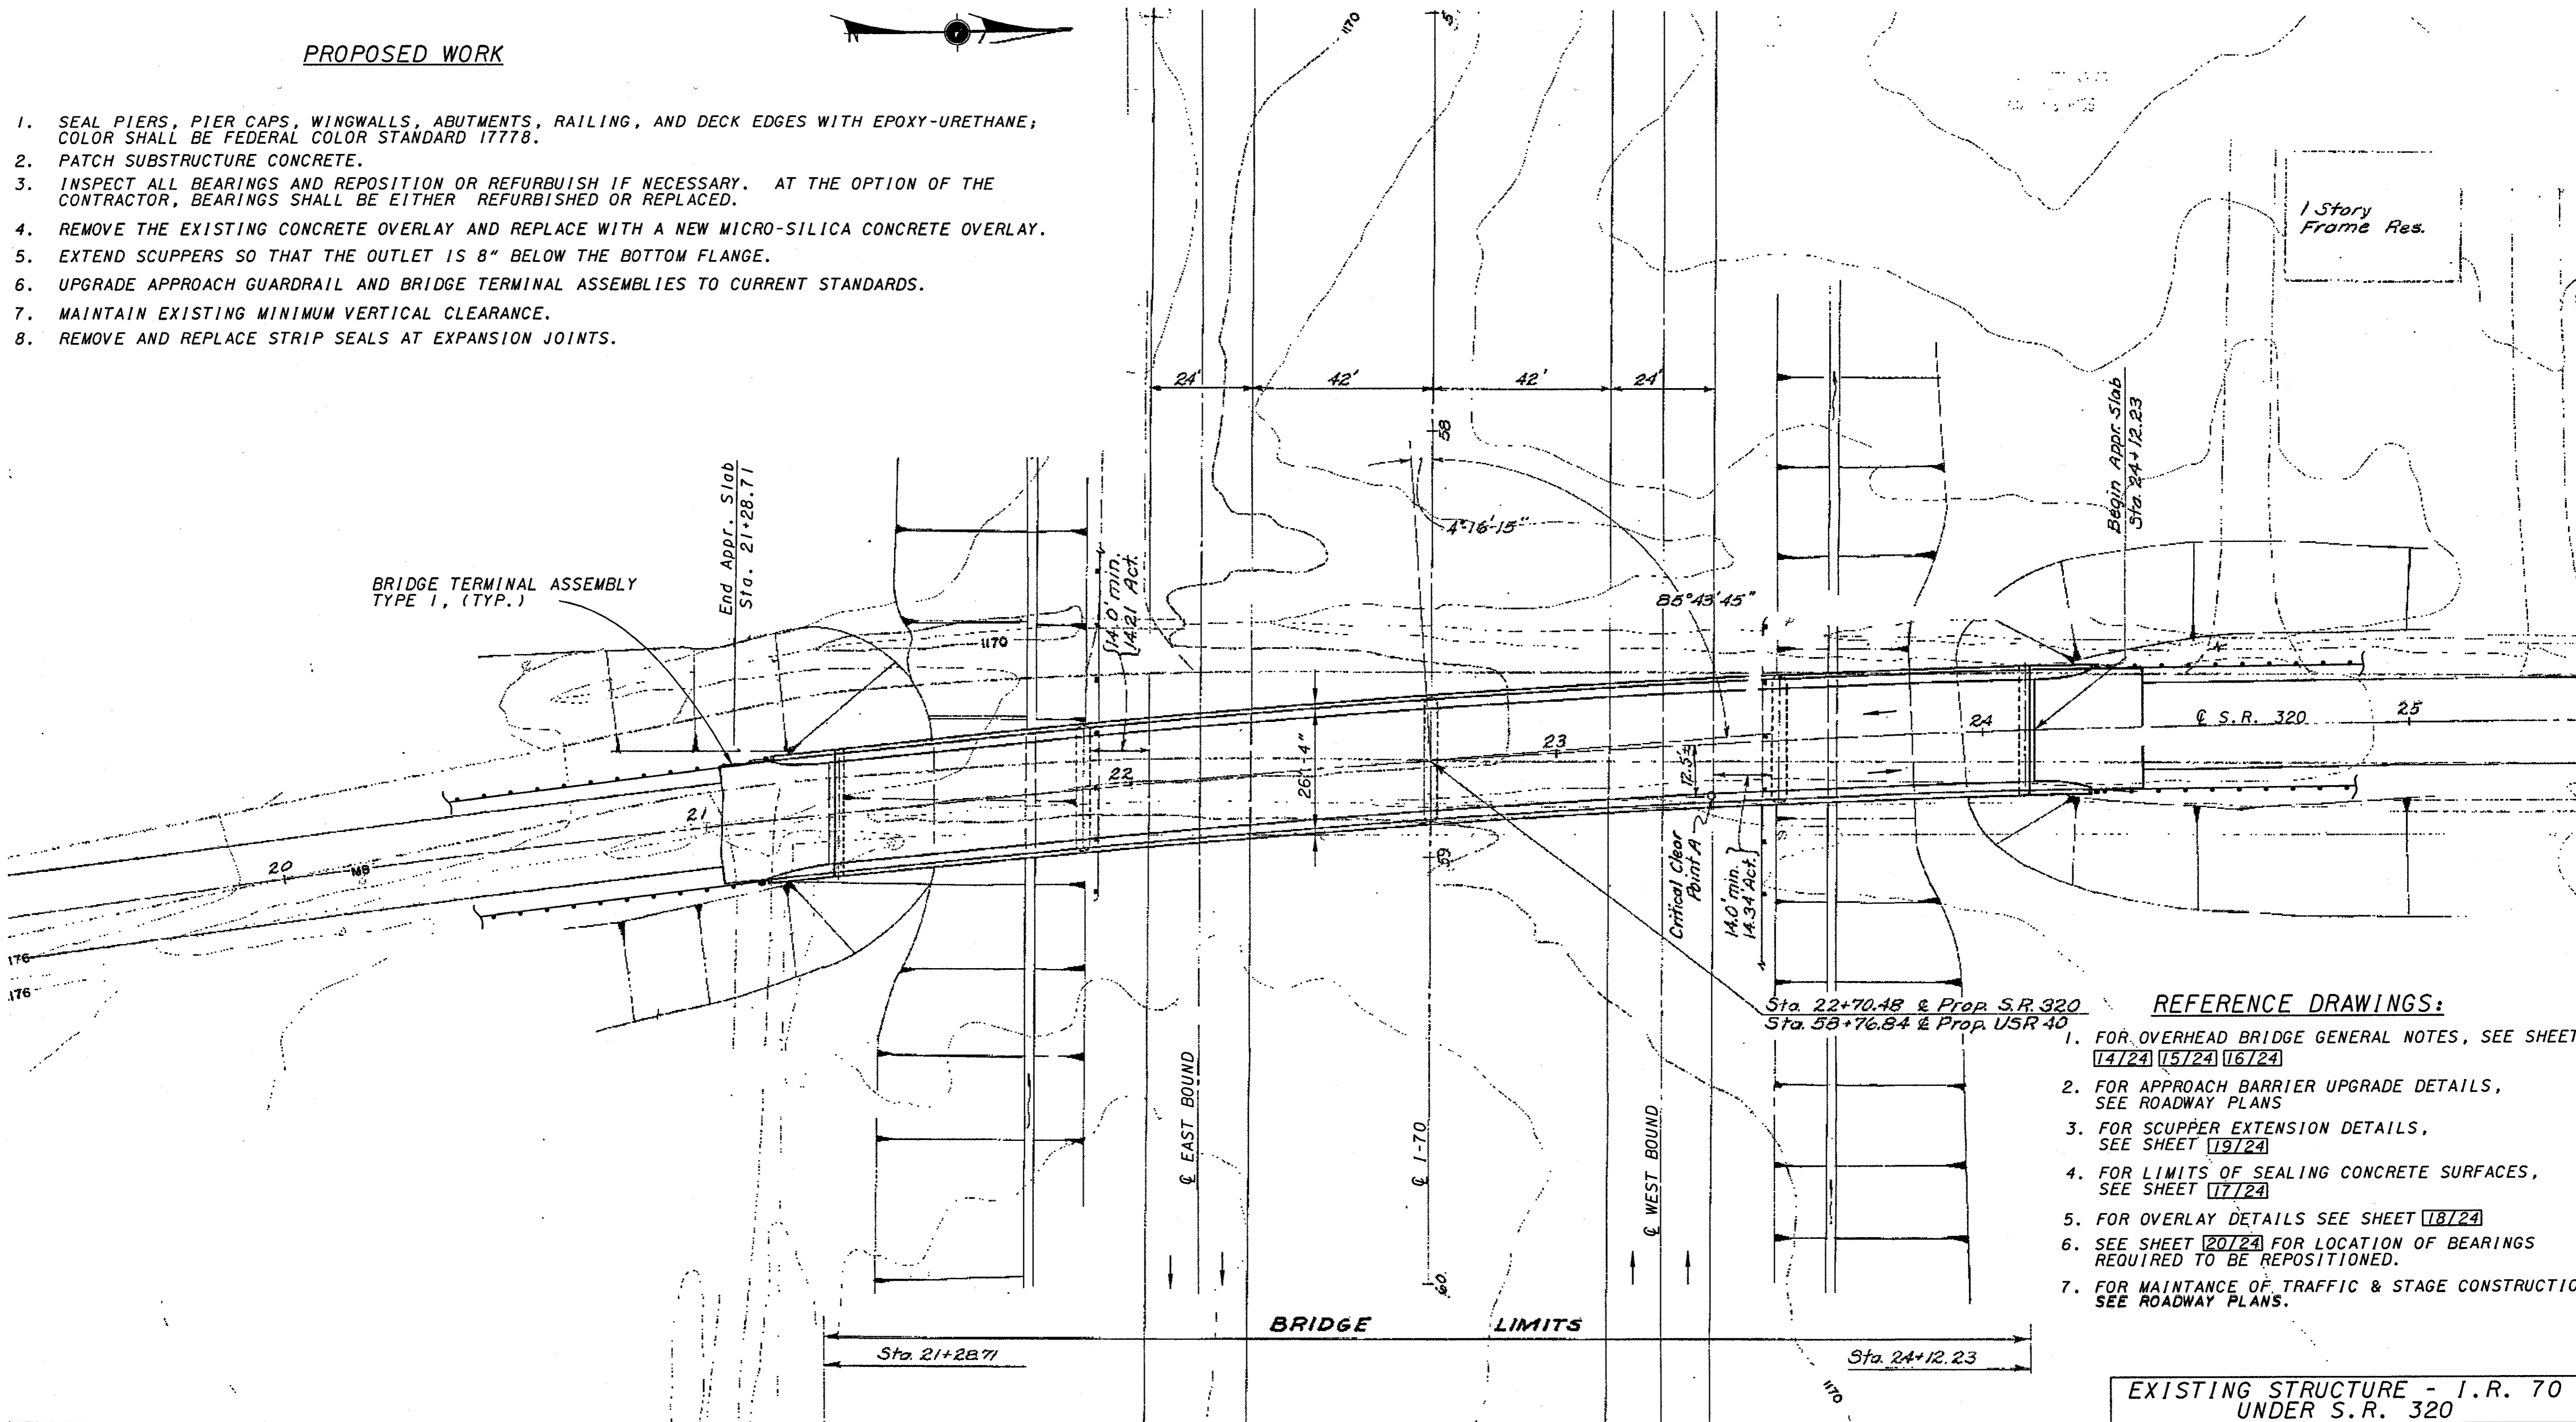 PROPOSED WORK
1. SEAL PIERS, PIER CAPS, WINGWALLS, ABUTMENTS, RAILING, AND DECK EDGES WITH EPOXY-URETHANE;
COLOR SHALL BE FEDERAL COLOR STANDARD 17778.
2. PATCH SUBSTRUCTURE CONCRETE.
3. INSPECT ALL BEARINGS AND REPOSITION OR REFURBUISH IF NECESSARY. AT THE OPTION OF THE
CONTRACTOR, BEARINGS SHALL BE EITHER REFURBISHED OR REPLACED.
4. REMOVE THE EXISTING CONCRETE OVERLAY AND REPLACE WITH A NEW MICRO-SILICA CONCRETE OVERLAY.
5. EXTEND SCUPPERS SO THAT THE OUTLET IS 8" BELOW THE BOTTOM FLANGE.
6. UPGRADE APPROACH GUARDRAIL AND BRIDGE TERMINAL ASSEMBLIES TO CURRENT STANDARDS.
7. MAINTAIN EXISTING MINIMUM VERTICAL CLEARANCE.
8. REMOVE AND REPLACE STRIP SEALS AT EXPANSION JOINTS.
N
1170
1 Story
Frame Res.
24'
42'
42'
24'
58
4°-16'-15"
85°43'45"
Begin Appr. Slab
Sta. 24+12.23
End Appr. Slab
Sta. 21+28.71
BRIDGE TERMINAL ASSEMBLY
TYPE 1, (TYP.)
14.0' min.
14.21 Act.
1170
26'-4"
20
21
22
23
24
25
℄ S.R. 320
12.5'±
Critical Clear
Point A
14.0' min.
14.34' Act.
59
MB
176
176
Sta. 22+70.48 ℄ Prop. S.R. 320
Sta. 58+76.84 ℄ Prop. USR 40
℄ EAST BOUND
℄ I-70
℄ WEST BOUND
60
1170
BRIDGE LIMITS
Sta. 21+28.71
Sta. 24+12.23
REFERENCE DRAWINGS:
1. FOR OVERHEAD BRIDGE GENERAL NOTES, SEE SHEET
14/24 15/24 16/24
2. FOR APPROACH BARRIER UPGRADE DETAILS,
SEE ROADWAY PLANS
3. FOR SCUPPER EXTENSION DETAILS,
SEE SHEET 19/24
4. FOR LIMITS OF SEALING CONCRETE SURFACES,
SEE SHEET 17/24
5. FOR OVERLAY DETAILS SEE SHEET 18/24
6. SEE SHEET 20/24 FOR LOCATION OF BEARINGS
REQUIRED TO BE REPOSITIONED.
7. FOR MAINTANCE OF TRAFFIC & STAGE CONSTRUCTIO
SEE ROADWAY PLANS.
EXISTING STRUCTURE - I.R. 70
UNDER S.R. 320